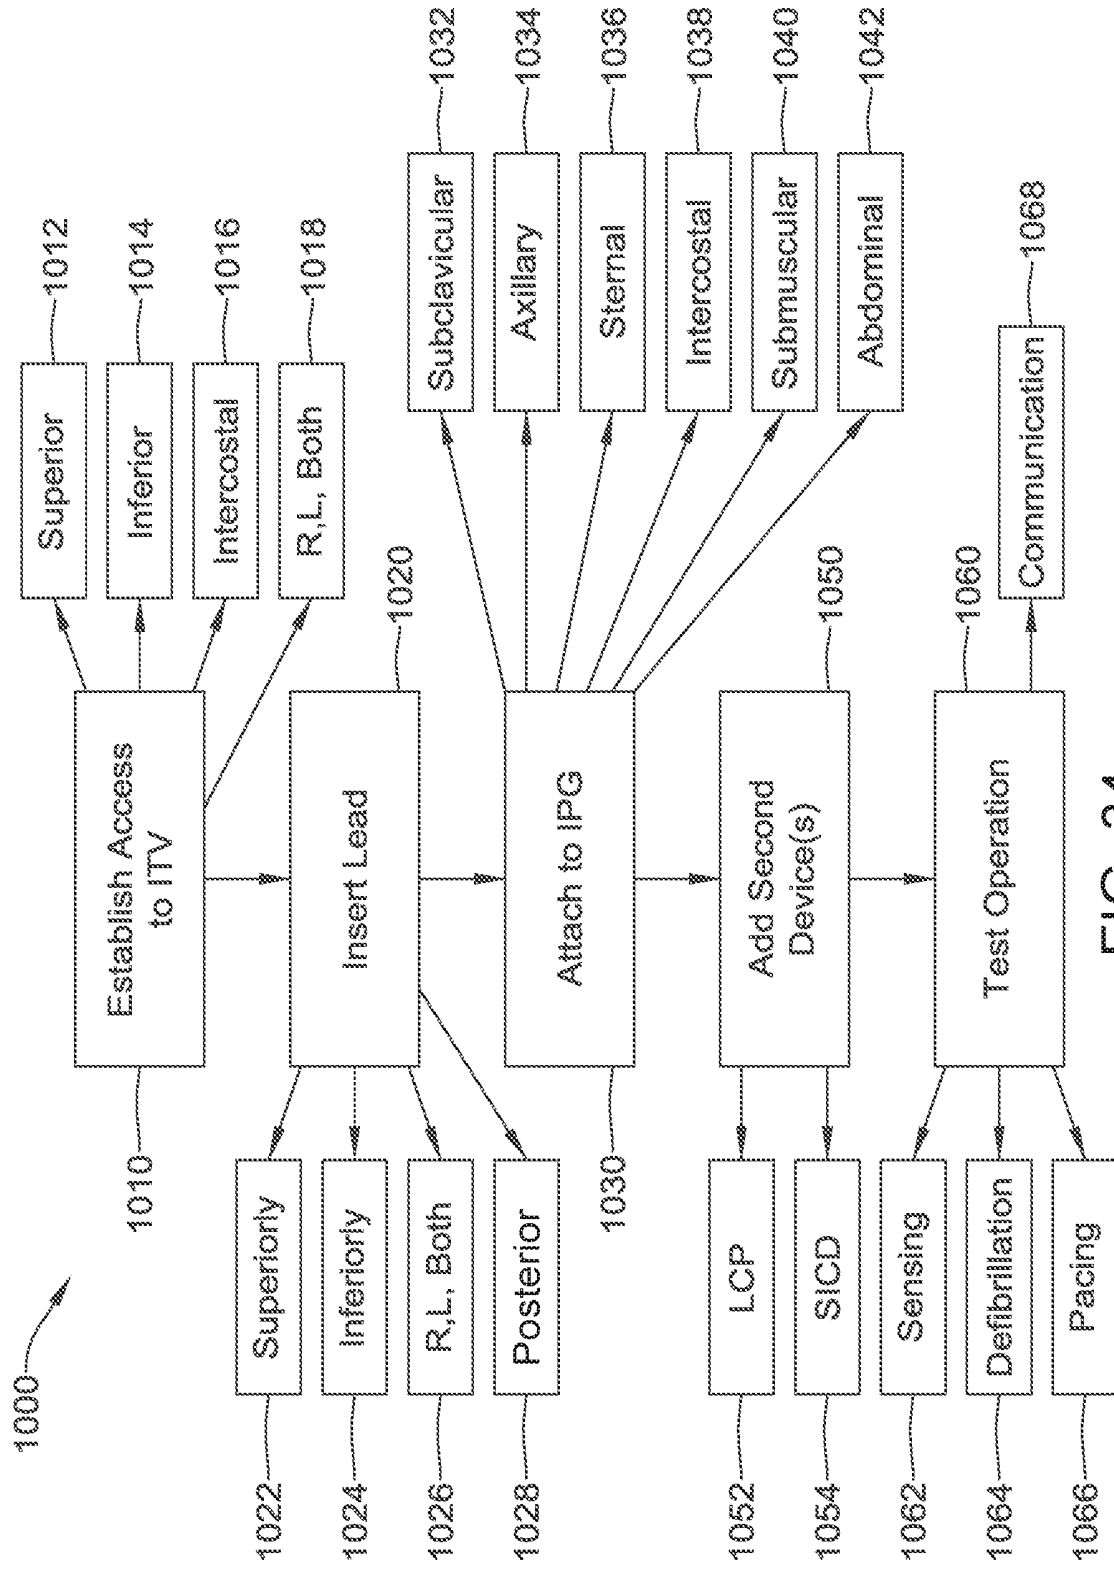 1000
1010
Establish Access
to ITV
Superior
1012
Inferior
1014
Intercostal
1016
R,L, Both
1018
1022
Superiorly
1024
Inferiorly
1026
R,L, Both
1028
Posterior
Insert Lead
1020
1030
Attach to IPG
Subclavicular
1032
Axillary
1034
Sternal
1036
Intercostal
1038
Submuscular
1040
Abdominal
1042
1052
LCP
1054
SICD
Add Second
Device(s)
1050
1062
Sensing
1064
Defibrillation
1066
Pacing
Test Operation
1060
Communication
1068
FIG.